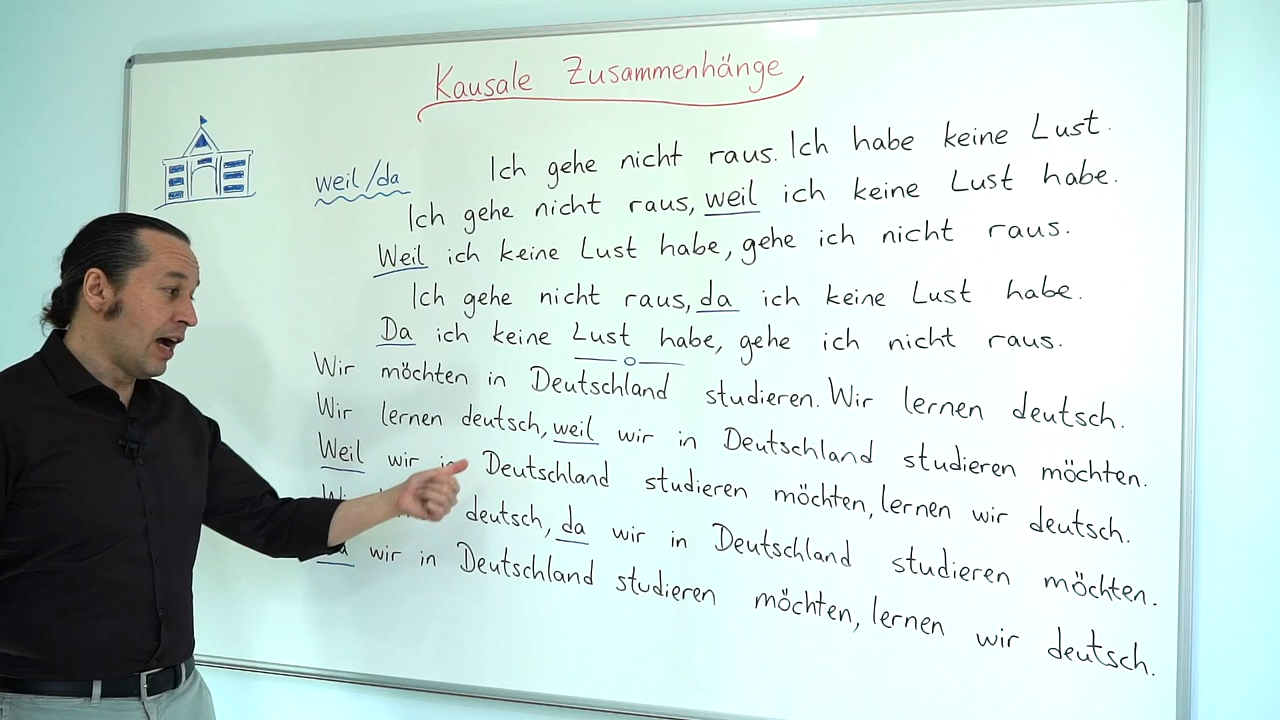 Kausale Zusammenhänge
weil/da
Ich gehe nicht raus. Ich habe keine Lust.
Ich gehe nicht raus, weil ich keine Lust habe.
Weil ich keine Lust habe, gehe ich nicht raus.
Ich gehe nicht raus, da ich keine Lust habe.
Da ich keine Lust habe, gehe ich nicht raus.
Wir möchten in Deutschland studieren. Wir lernen deutsch.
Wir lernen deutsch, weil wir in Deutschland studieren möchten.
Weil wir in Deutschland studieren möchten, lernen wir deutsch.
deutsch, da wir in Deutschland studieren möchten.
wir in Deutschland studieren möchten, lernen wir deutsch.